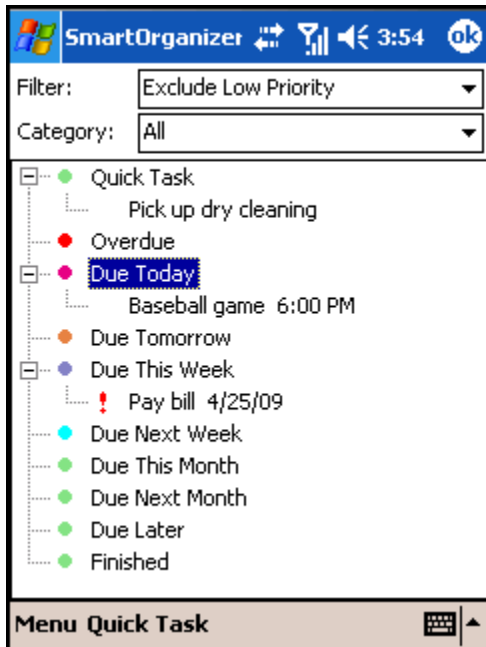 SmartOrganizer 3:54 ok
Filter: Exclude Low Priority
Category: All
Quick Task
Pick up dry cleaning
Overdue
Due Today
Baseball game 6:00 PM
Due Tomorrow
Due This Week
Pay bill 4/25/09
Due Next Week
Due This Month
Due Next Month
Due Later
Finished
Menu Quick Task